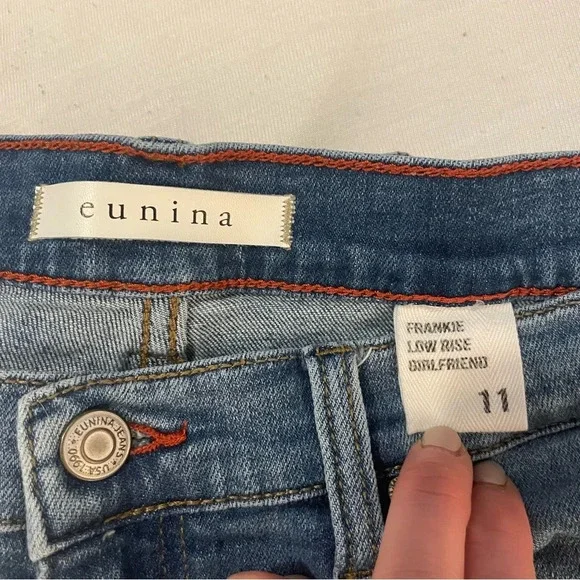 eunina
FRANKIE
LOW RISE
GIRLFRIEND
11
EUNINA JEANS
★ USA 1990 ★